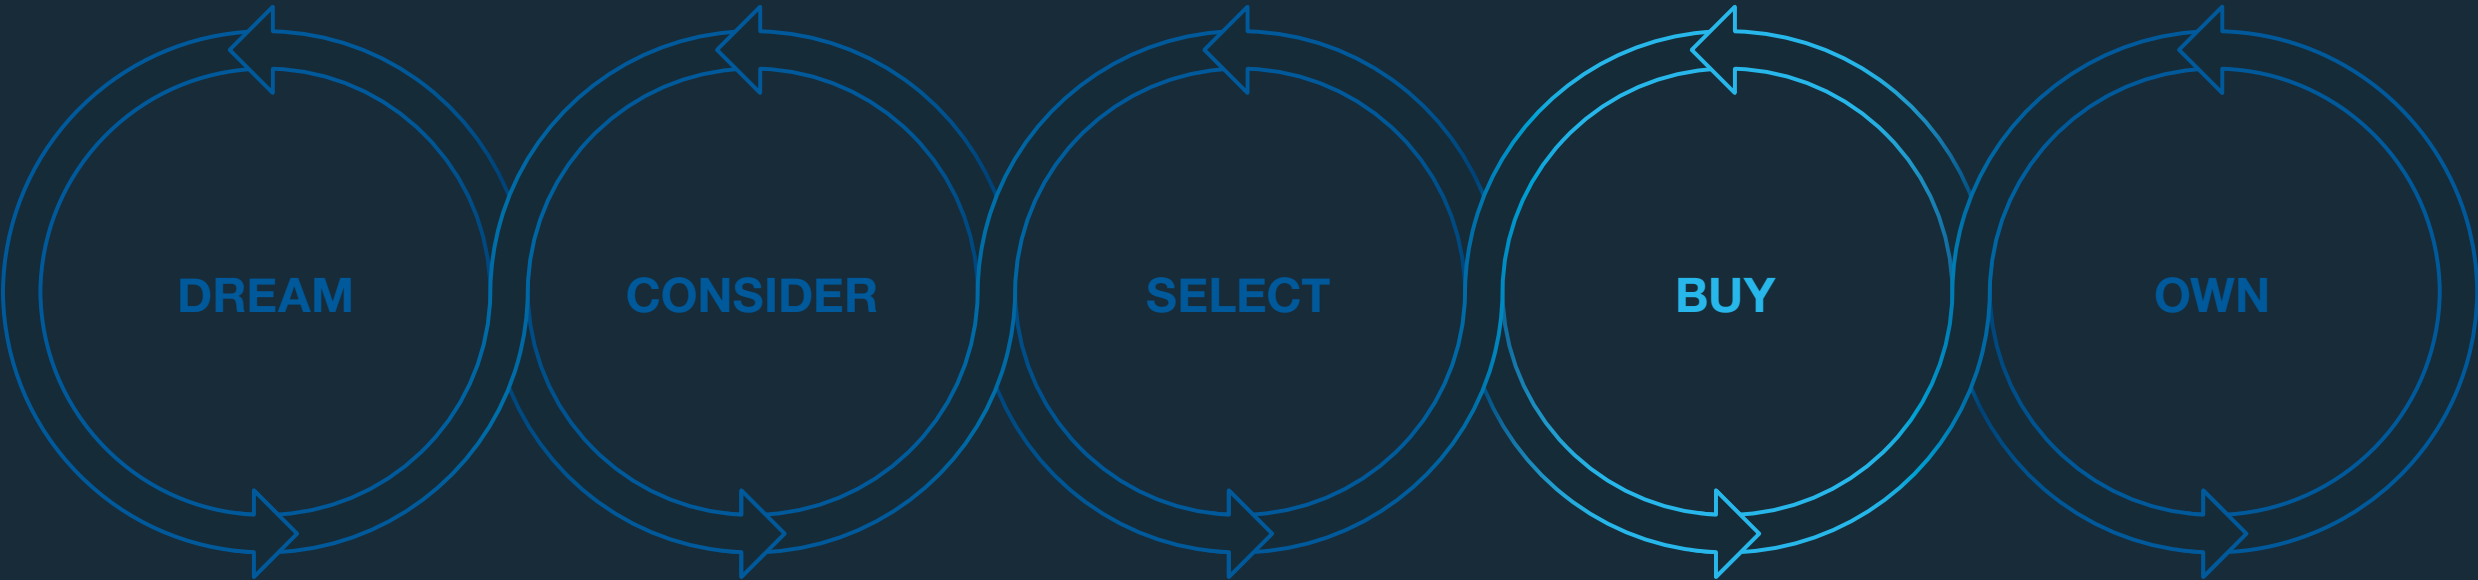 DREAM
CONSIDER
SELECT
BUY
OWN